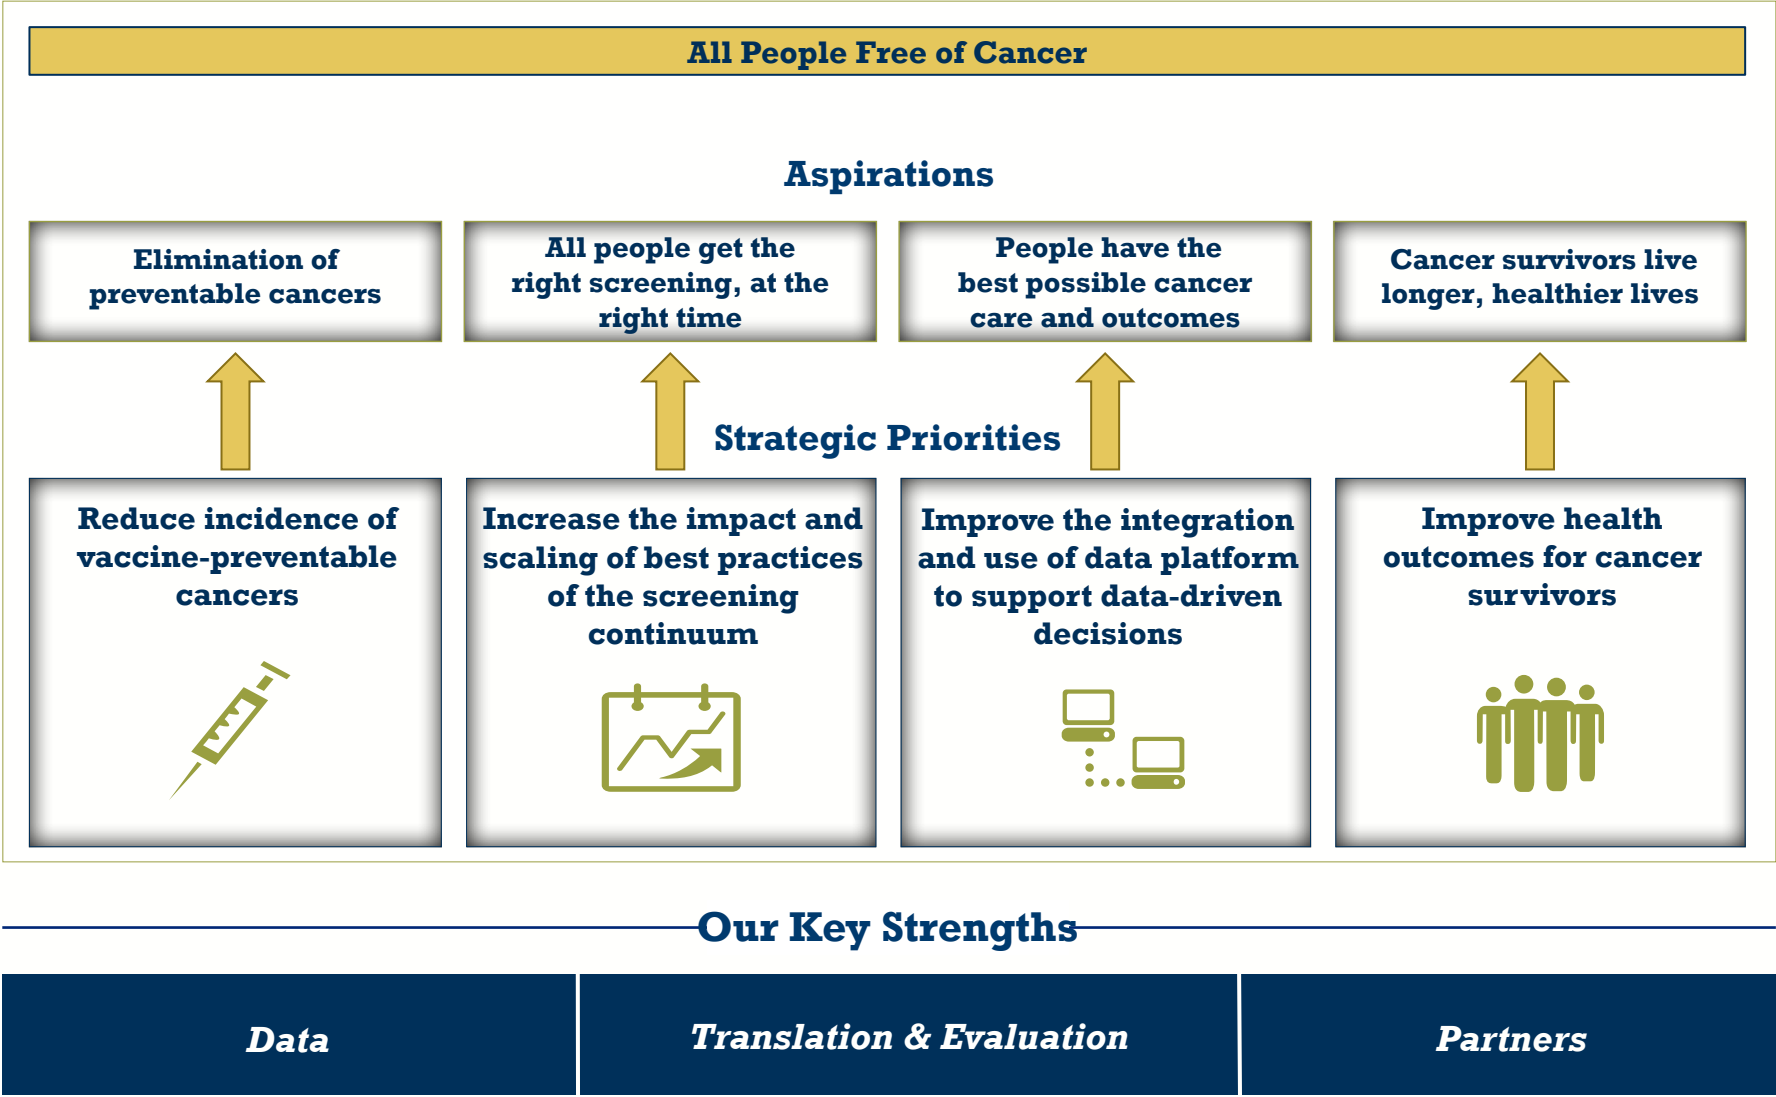 All People Free of Cancer
Aspirations
Elimination of
preventable cancers
All people get the
right screening, at the
right time
People have the
best possible cancer
care and outcomes
Cancer survivors live
longer, healthier lives
Strategic Priorities
Reduce incidence of
vaccine-preventable
cancers
Increase the impact and
scaling of best practices
of the screening
continuum
Improve the integration
and use of data platform
to support data-driven
decisions
Improve health
outcomes for cancer
survivors
Our Key Strengths
Data
Translation & Evaluation
Partners